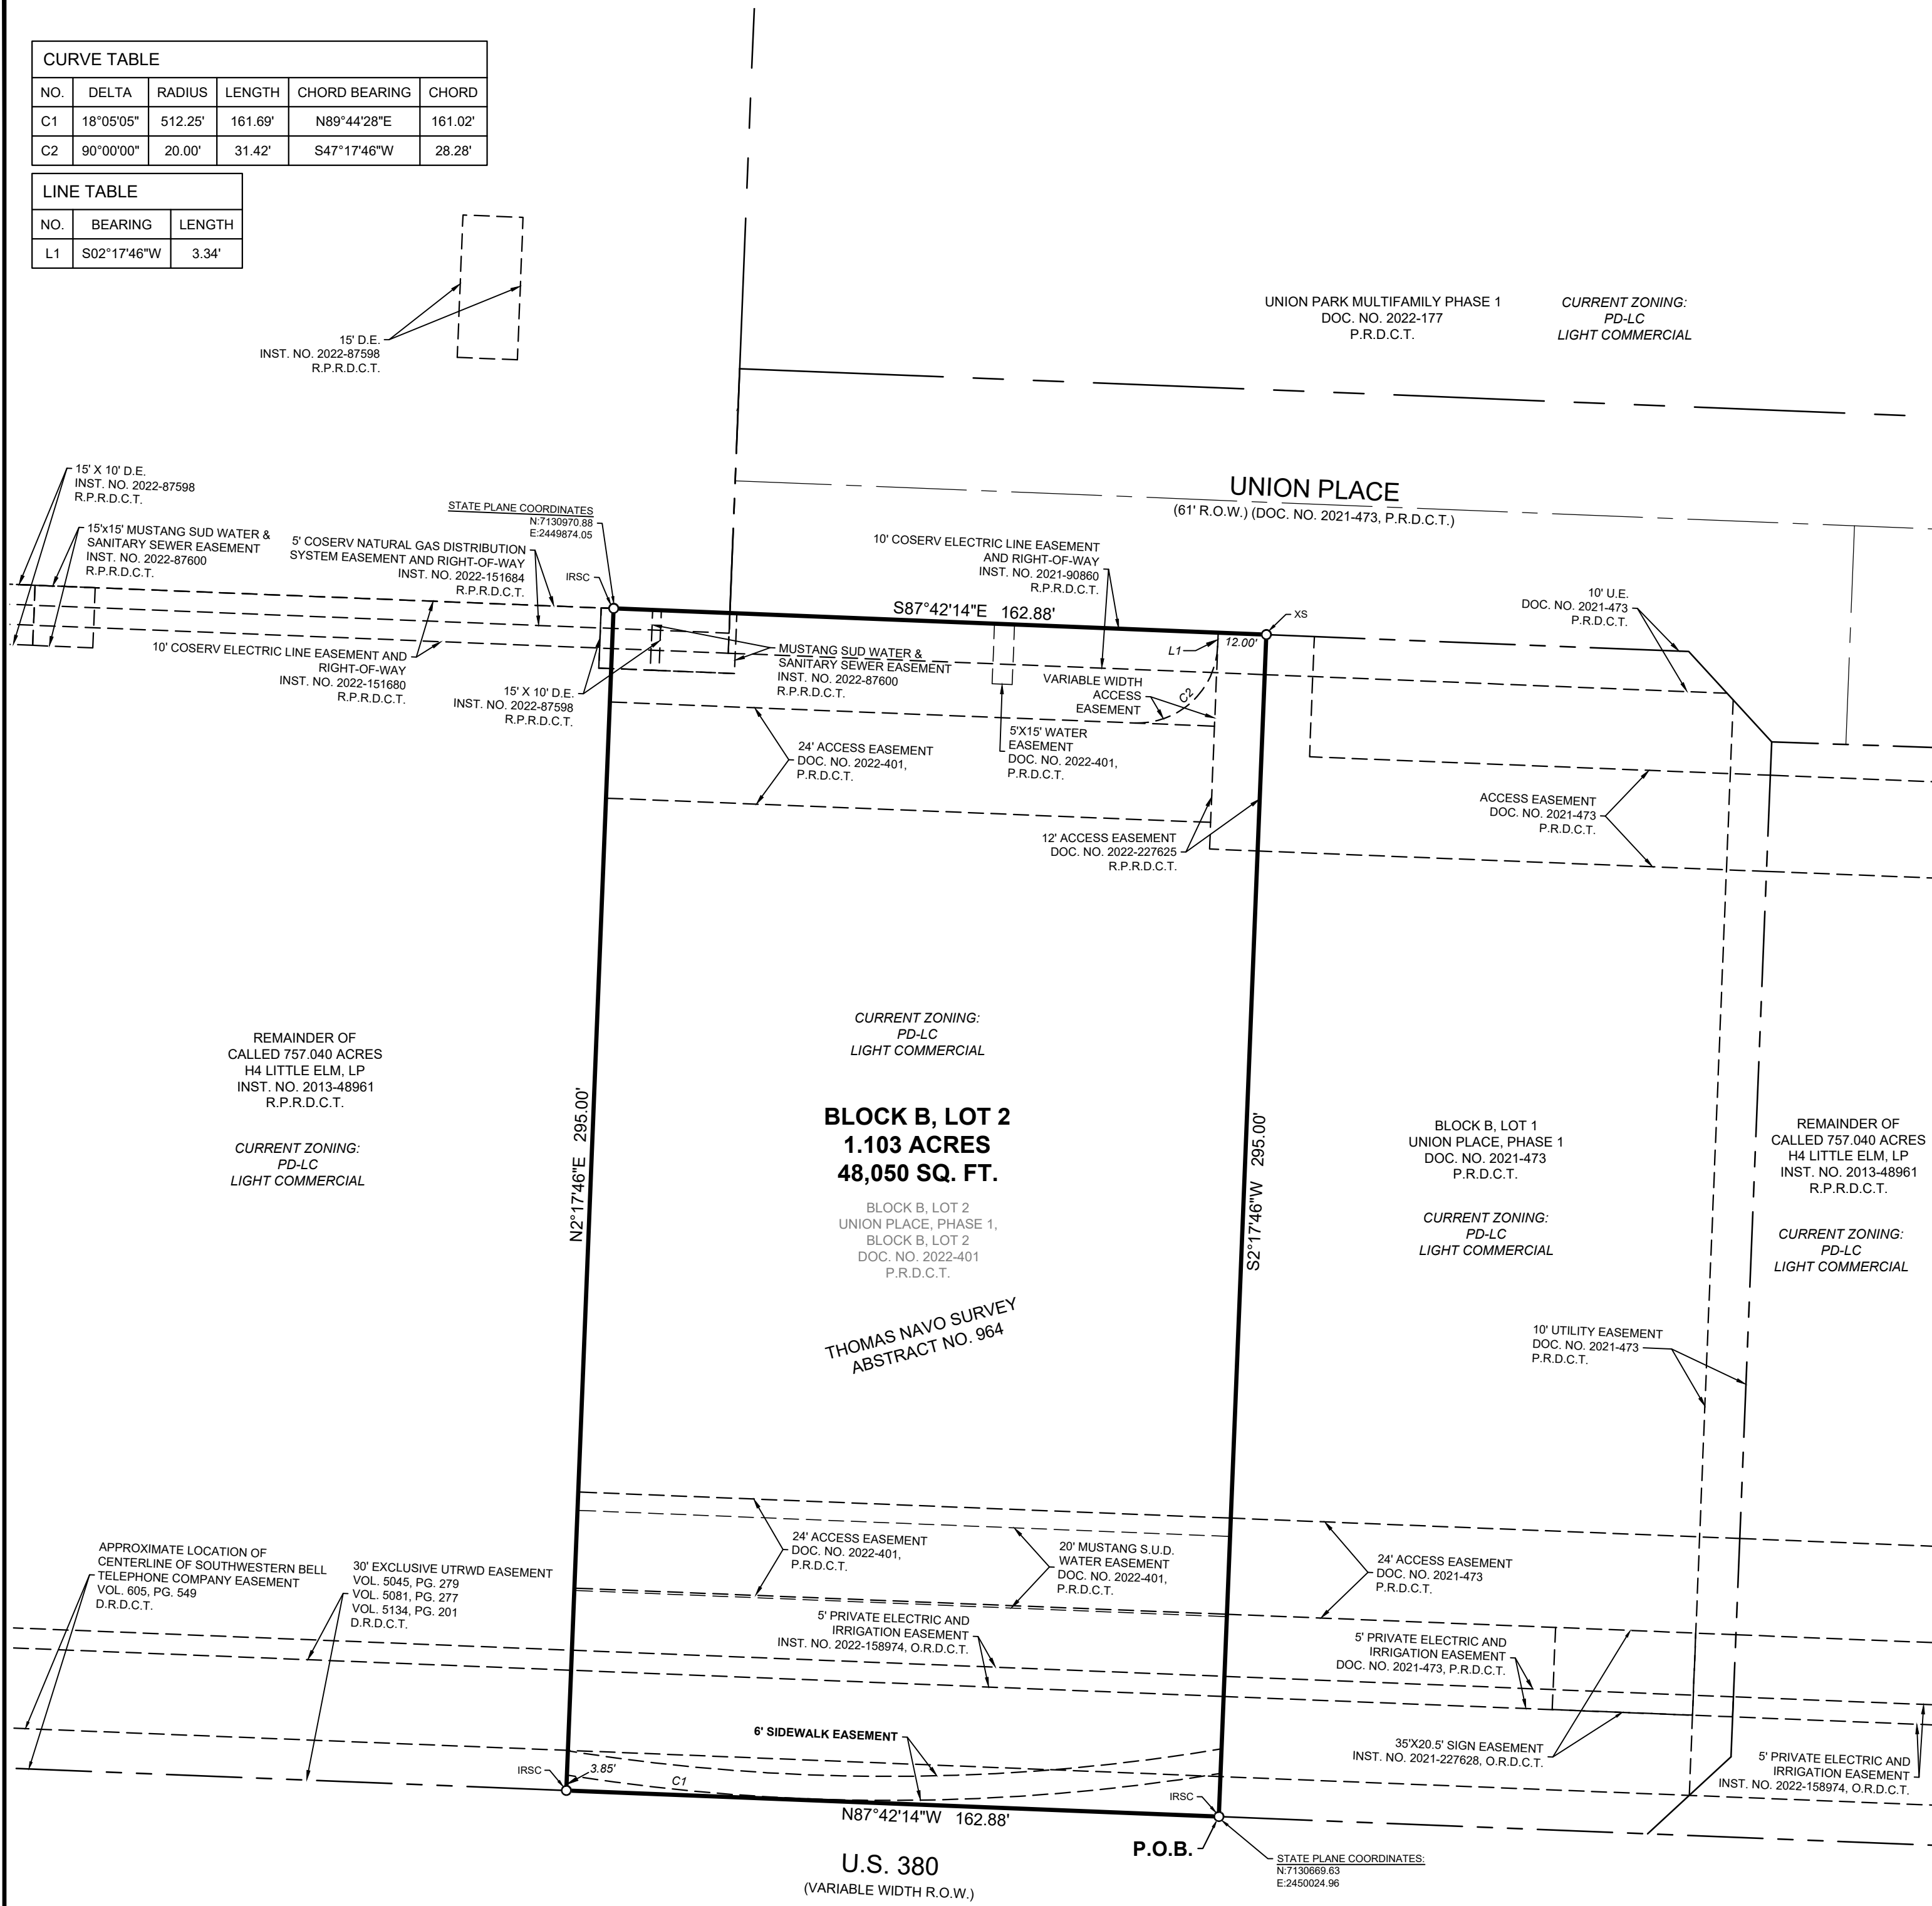 CURVE TABLE
NO. DELTA RADIUS LENGTH CHORD BEARING CHORD
C1 18°05'05" 512.25' 161.69' N89°44'28"E 161.02'
C2 90°00'00" 20.00' 31.42' S47°17'46"W 28.28'
LINE TABLE
NO. BEARING LENGTH
L1 S02°17'46"W 3.34'
15' D.E.
INST. NO. 2022-87598
R.P.R.D.C.T.
UNION PARK MULTIFAMILY PHASE 1
DOC. NO. 2022-177
P.R.D.C.T.
CURRENT ZONING:
PD-LC
LIGHT COMMERCIAL
UNION PLACE
(61' R.O.W.) (DOC. NO. 2021-473, P.R.D.C.T.)
15' X 10' D.E.
INST. NO. 2022-87598
R.P.R.D.C.T.
15'x15' MUSTANG SUD WATER &
SANITARY SEWER EASEMENT
INST. NO. 2022-87600
R.P.R.D.C.T.
STATE PLANE COORDINATES
N:7130970.88
E:2449874.05
5' COSERV NATURAL GAS DISTRIBUTION
SYSTEM EASEMENT AND RIGHT-OF-WAY
INST. NO. 2022-151684
R.P.R.D.C.T.
IRSC
10' COSERV ELECTRIC LINE EASEMENT
AND RIGHT-OF-WAY
INST. NO. 2021-90860
R.P.R.D.C.T.
S87°42'14"E 162.88'
XS
10' U.E.
DOC. NO. 2021-473
P.R.D.C.T.
12.00'
L1
10' COSERV ELECTRIC LINE EASEMENT AND
RIGHT-OF-WAY
INST. NO. 2022-151680
R.P.R.D.C.T.
15' X 10' D.E.
INST. NO. 2022-87598
R.P.R.D.C.T.
MUSTANG SUD WATER &
SANITARY SEWER EASEMENT
INST. NO. 2022-87600
R.P.R.D.C.T.
VARIABLE WIDTH
ACCESS
EASEMENT
C2
24' ACCESS EASEMENT
DOC. NO. 2022-401,
P.R.D.C.T.
5'X15' WATER
EASEMENT
DOC. NO. 2022-401,
P.R.D.C.T.
12' ACCESS EASEMENT
DOC. NO. 2022-227625
R.P.R.D.C.T.
ACCESS EASEMENT
DOC. NO. 2021-473
P.R.D.C.T.
REMAINDER OF
CALLED 757.040 ACRES
H4 LITTLE ELM, LP
INST. NO. 2013-48961
R.P.R.D.C.T.
CURRENT ZONING:
PD-LC
LIGHT COMMERCIAL
N2°17'46"E 295.00'
CURRENT ZONING:
PD-LC
LIGHT COMMERCIAL
BLOCK B, LOT 2
1.103 ACRES
48,050 SQ. FT.
BLOCK B, LOT 2
UNION PLACE, PHASE 1,
BLOCK B, LOT 2
DOC. NO. 2022-401
P.R.D.C.T.
THOMAS NAVO SURVEY
ABSTRACT NO. 964
S2°17'46"W 295.00'
BLOCK B, LOT 1
UNION PLACE, PHASE 1
DOC. NO. 2021-473
P.R.D.C.T.
CURRENT ZONING:
PD-LC
LIGHT COMMERCIAL
REMAINDER OF
CALLED 757.040 ACRES
H4 LITTLE ELM, LP
INST. NO. 2013-48961
R.P.R.D.C.T.
CURRENT ZONING:
PD-LC
LIGHT COMMERCIAL
10' UTILITY EASEMENT
DOC. NO. 2021-473
P.R.D.C.T.
APPROXIMATE LOCATION OF
CENTERLINE OF SOUTHWESTERN BELL
TELEPHONE COMPANY EASEMENT
VOL. 605, PG. 549
D.R.D.C.T.
30' EXCLUSIVE UTRWD EASEMENT
VOL. 5045, PG. 279
VOL. 5081, PG. 277
VOL. 5134, PG. 201
D.R.D.C.T.
24' ACCESS EASEMENT
DOC. NO. 2022-401,
P.R.D.C.T.
20' MUSTANG S.U.D.
WATER EASEMENT
DOC. NO. 2022-401,
P.R.D.C.T.
24' ACCESS EASEMENT
DOC. NO. 2021-473
P.R.D.C.T.
5' PRIVATE ELECTRIC AND
IRRIGATION EASEMENT
INST. NO. 2022-158974, O.R.D.C.T.
5' PRIVATE ELECTRIC AND
IRRIGATION EASEMENT
DOC. NO. 2021-473, P.R.D.C.T.
6' SIDEWALK EASEMENT
35'X20.5' SIGN EASEMENT
INST. NO. 2021-227628, O.R.D.C.T.
5' PRIVATE ELECTRIC AND
IRRIGATION EASEMENT
INST. NO. 2022-158974, O.R.D.C.T.
IRSC
3.85'
C1
IRSC
N87°42'14"W 162.88'
P.O.B.
STATE PLANE COORDINATES:
N:7130669.63
E:2450024.96
U.S. 380
(VARIABLE WIDTH R.O.W.)